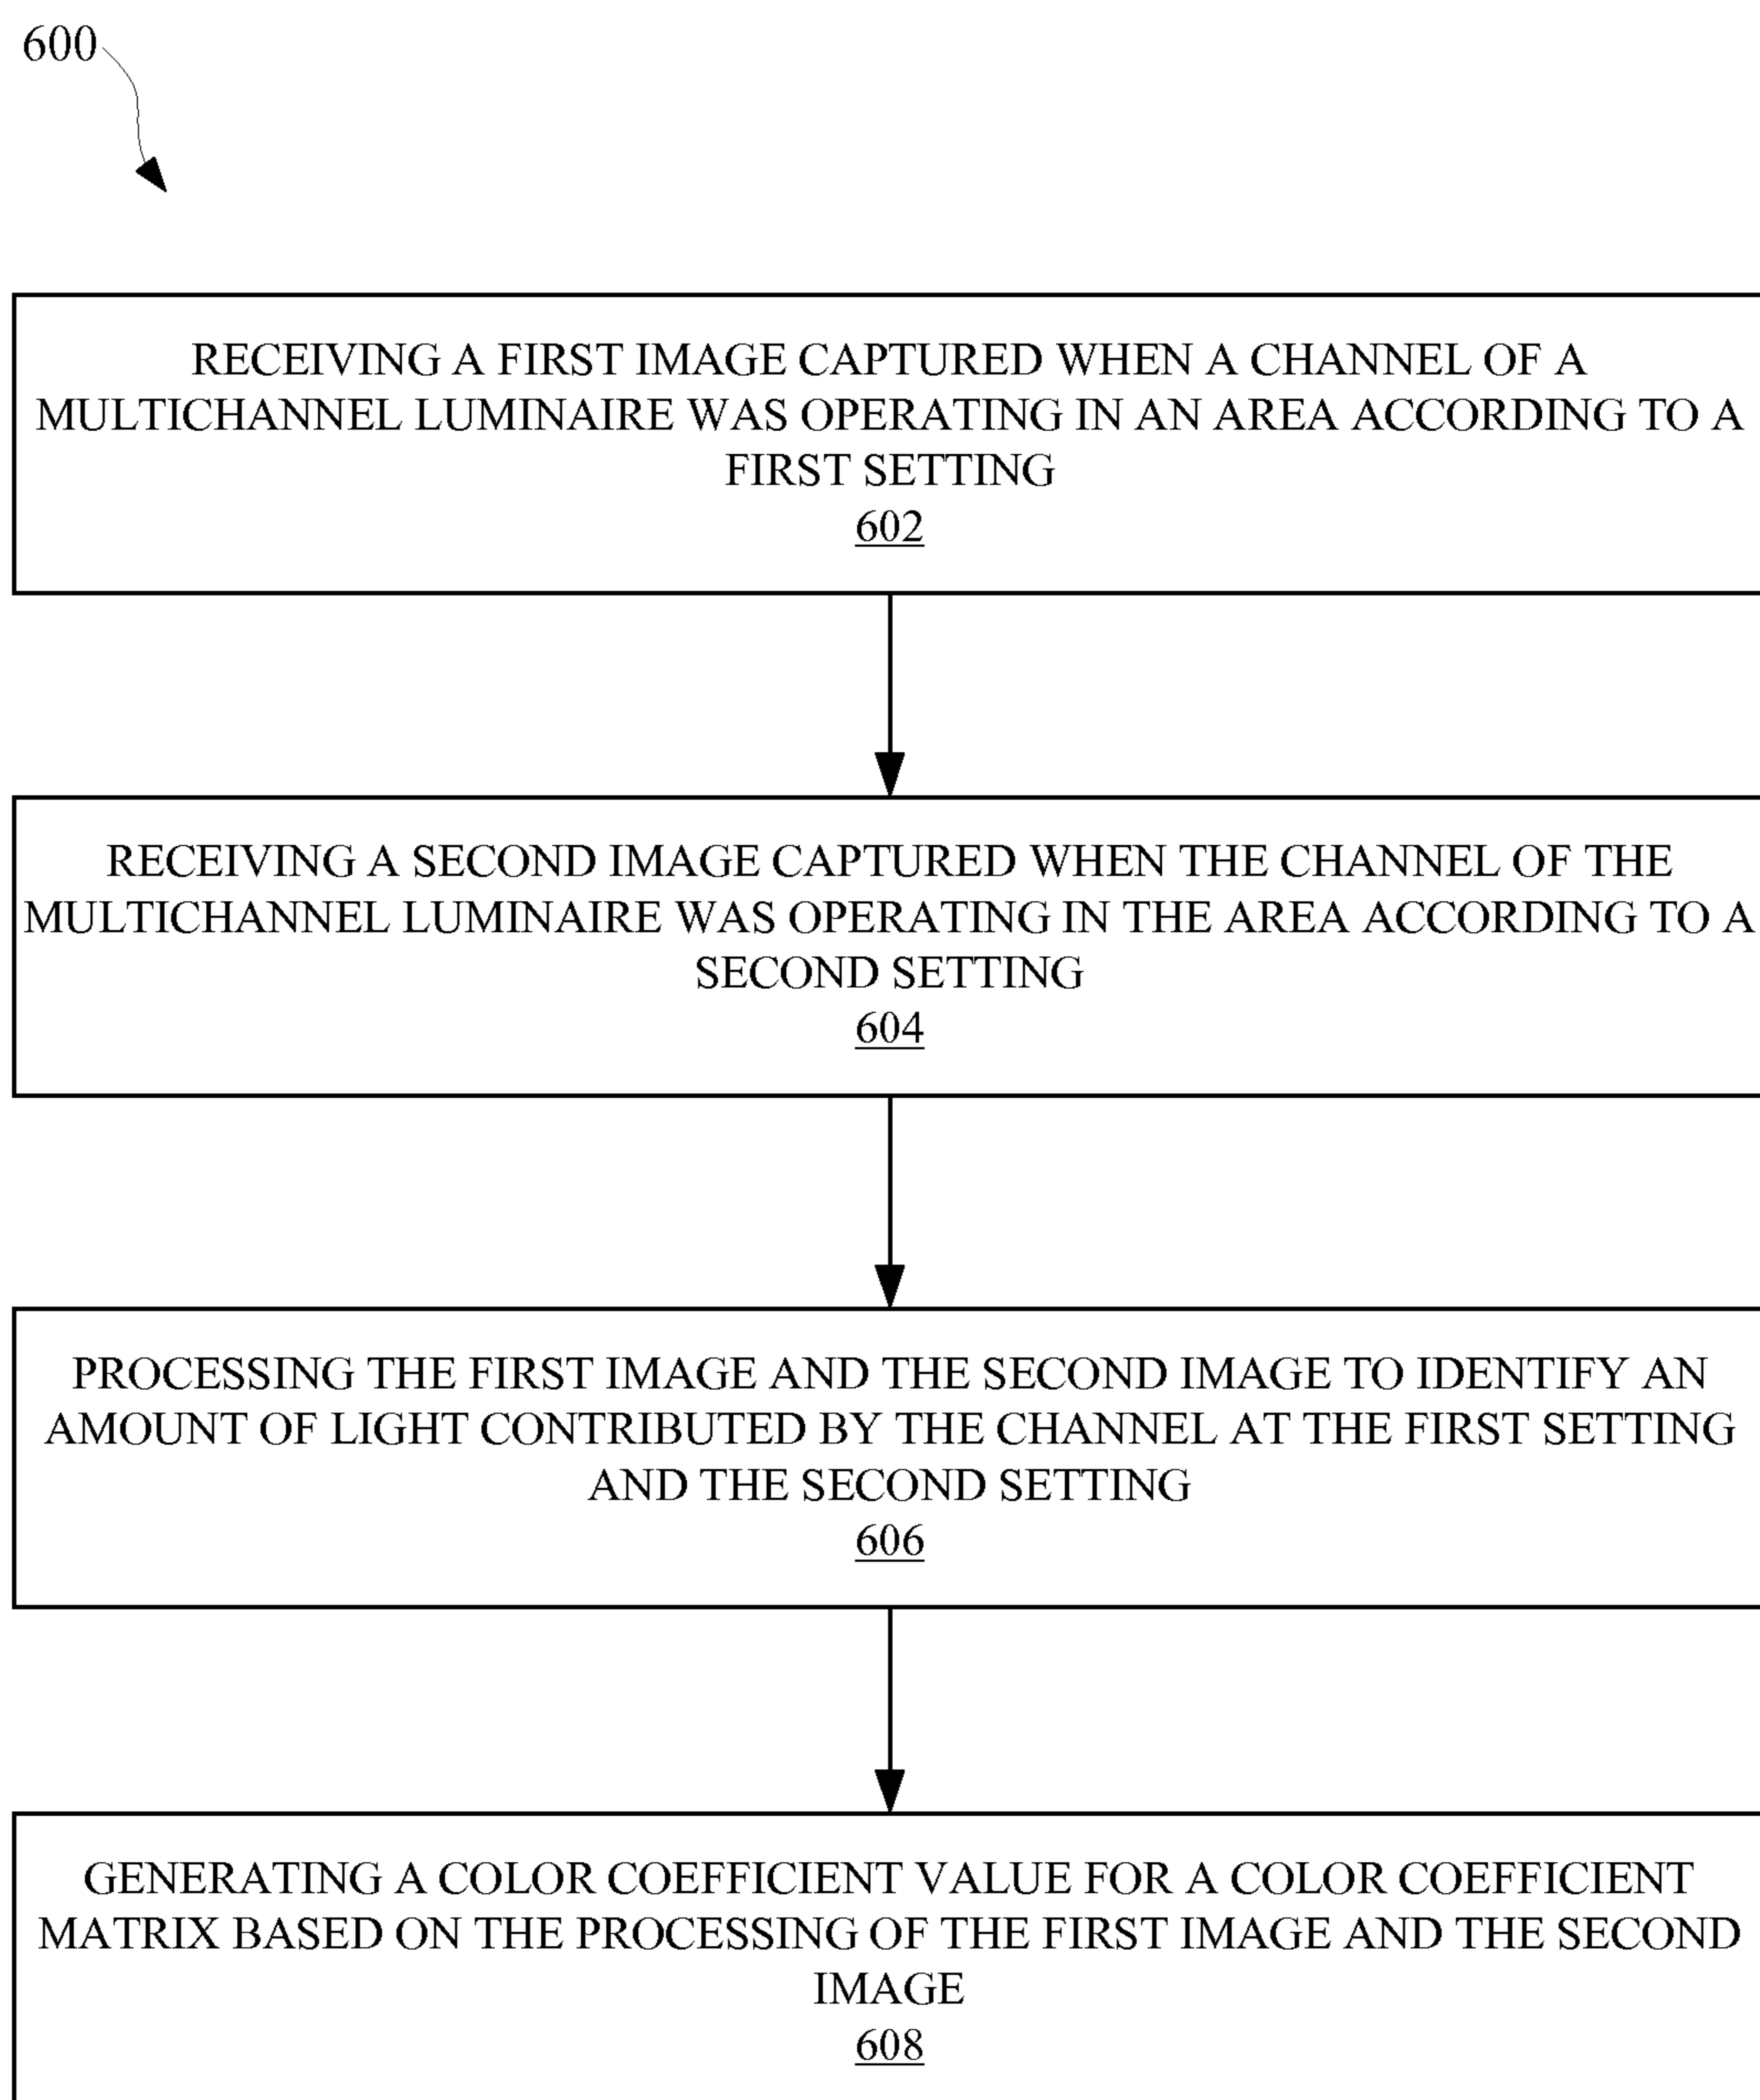 600
RECEIVING A FIRST IMAGE CAPTURED WHEN A CHANNEL OF A
MULTICHANNEL LUMINAIRE WAS OPERATING IN AN AREA ACCORDING TO A
FIRST SETTING
602
RECEIVING A SECOND IMAGE CAPTURED WHEN THE CHANNEL OF THE
MULTICHANNEL LUMINAIRE WAS OPERATING IN THE AREA ACCORDING TO A
SECOND SETTING
604
PROCESSING THE FIRST IMAGE AND THE SECOND IMAGE TO IDENTIFY AN
AMOUNT OF LIGHT CONTRIBUTED BY THE CHANNEL AT THE FIRST SETTING
AND THE SECOND SETTING
606
GENERATING A COLOR COEFFICIENT VALUE FOR A COLOR COEFFICIENT
MATRIX BASED ON THE PROCESSING OF THE FIRST IMAGE AND THE SECOND
IMAGE
608